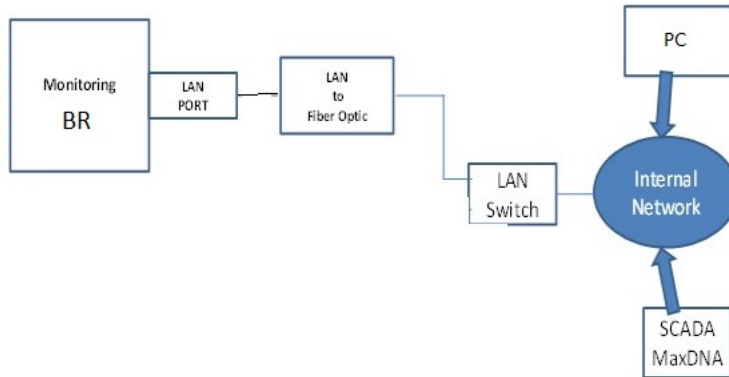 Monitoring
BR
LAN
PORT
LAN
to
Fiber Optic
LAN
Switch
PC
Internal
Network
SCADA
MaxDNA